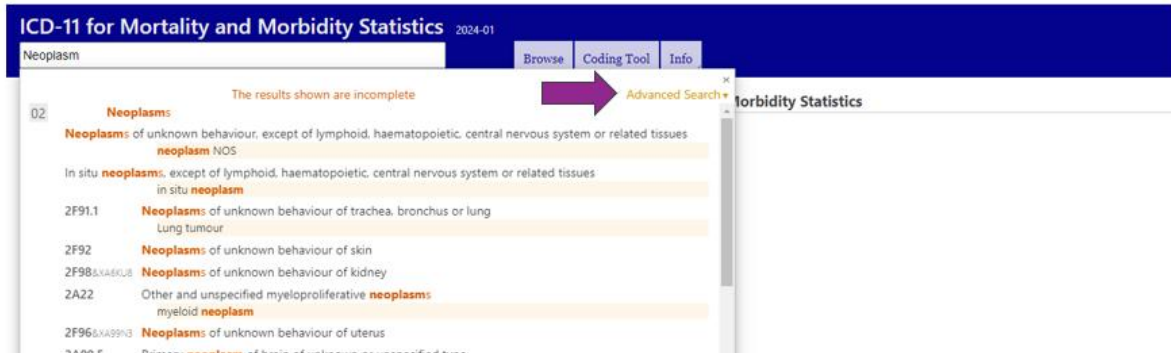 ICD-11 for Mortality and Morbidity Statistics 2024-01
Neoplasm
Browse Coding Tool Info
The results shown are incomplete
Advanced Search
02 Neoplasms
Morbidity Statistics
Neoplasms of unknown behaviour, except of lymphoid, haematopoietic, central nervous system or related tissues
neoplasm NOS
In situ neoplasms, except of lymphoid, haematopoietic, central nervous system or related tissues
in situ neoplasm
2F91.1 Neoplasms of unknown behaviour of trachea, bronchus or lung
Lung tumour
2F92 Neoplasms of unknown behaviour of skin
2F98&XA6KU8 Neoplasms of unknown behaviour of kidney
2A22 Other and unspecified myeloproliferative neoplasms
myeloid neoplasm
2F96&XA99N3 Neoplasms of unknown behaviour of uterus